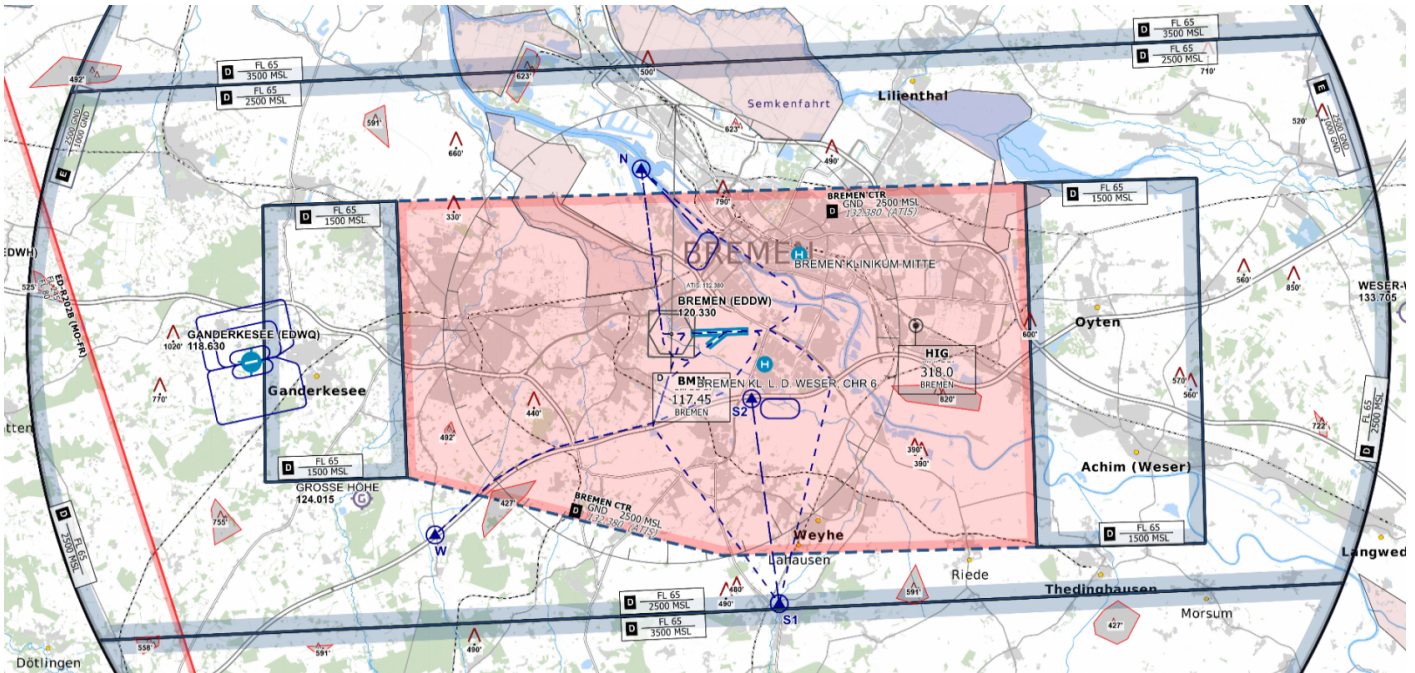 D FL 65
3500 MSL
D FL 65
2500 MSL
D FL 65
3500 MSL
D FL 65
2500 MSL
492'
623'
500'
710'
Semkenfahrt
Lilienthal
E 2500 GND
1000 GND
E 2500 GND
1000 GND
591'
660'
623'
490'
520'
N
D FL 65
1500 MSL
330'
790'
BREMEN CTR
D GND 2500 MSL
132.380 (ATIS)
D FL 65
1500 MSL
BREMEN
H
BREMEN KLINIKUM MITTE
(EDWH)
525'
ED-R202B (MO-FR)
ATIS: 132.380
BREMEN (EDDW)
120.330
560'
850'
WESER-W
133.705
GANDERKESEE (EDWQ)
118.630
1020'
600'
Oyten
H
HIG
318.0
BREMEN
D
BREMEN KL. L. D. WESER, CHR 6
117.45
BREMEN
S2
Ganderkesee
770'
440'
820'
570'
560'
tten
492'
722'
D FL 65
2500 MSL
390'
390'
Achim (Weser)
D FL 65
1500 MSL
GROSSE HÖHE
124.015
G
755'
427'
BREMEN CTR
D GND 2500 MSL
132.380 (ATIS)
W
D FL 65
2500 MSL
Weyhe
Lahausen
D FL 65
1500 MSL
Langwed
Riede
Thedinghausen
480'
490'
591'
D FL 65
2500 MSL
D FL 65
3500 MSL
S1
Morsum
427'
558'
591'
490'
Dötlingen